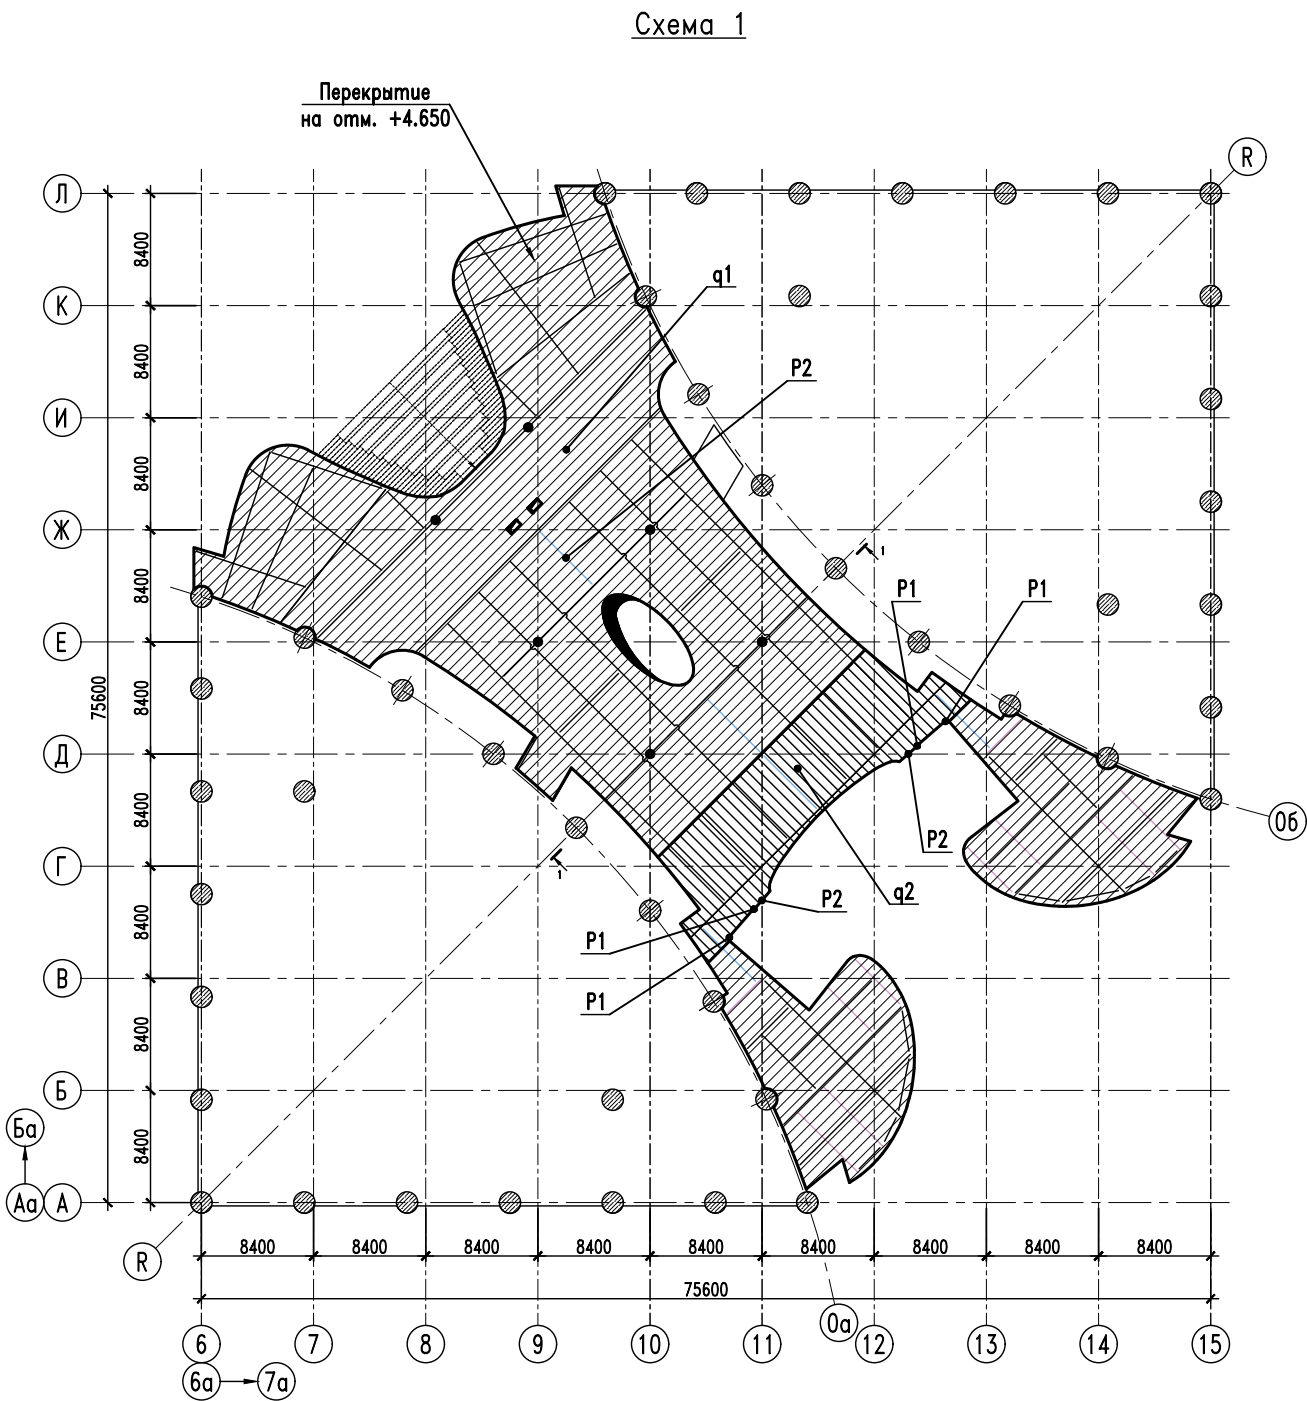 Схема 1
Перекрытие
на отм. +4.650
R
Л
q1
К
P2
И
Ж
1
P1
P1
Е
Д
Об
P2
Г
1
q2
P2
P1
В
P1
Б
Ба
Аа
А
8400
8400
8400
8400
8400
8400
8400
8400
8400
75600
R
8400
8400
8400
8400
8400
8400
8400
8400
8400
75600
Оа
6
7
8
9
10
11
12
13
14
15
6а
7а